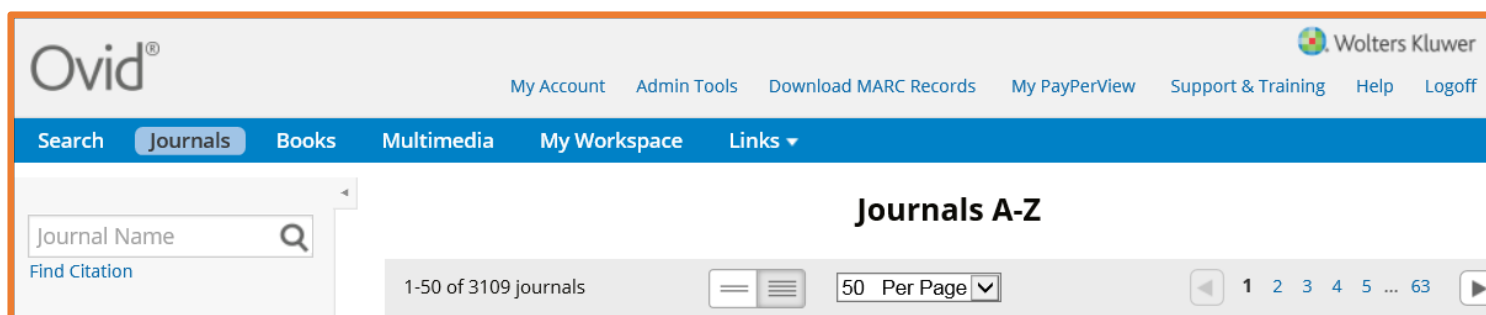 Ovid®
Wolters Kluwer
My Account Admin Tools Download MARC Records My PayPerView Support & Training Help Logoff
Search Journals Books Multimedia My Workspace Links
Journals A-Z
Journal Name
Find Citation
1-50 of 3109 journals 50 Per Page 1 2 3 4 5 ... 63